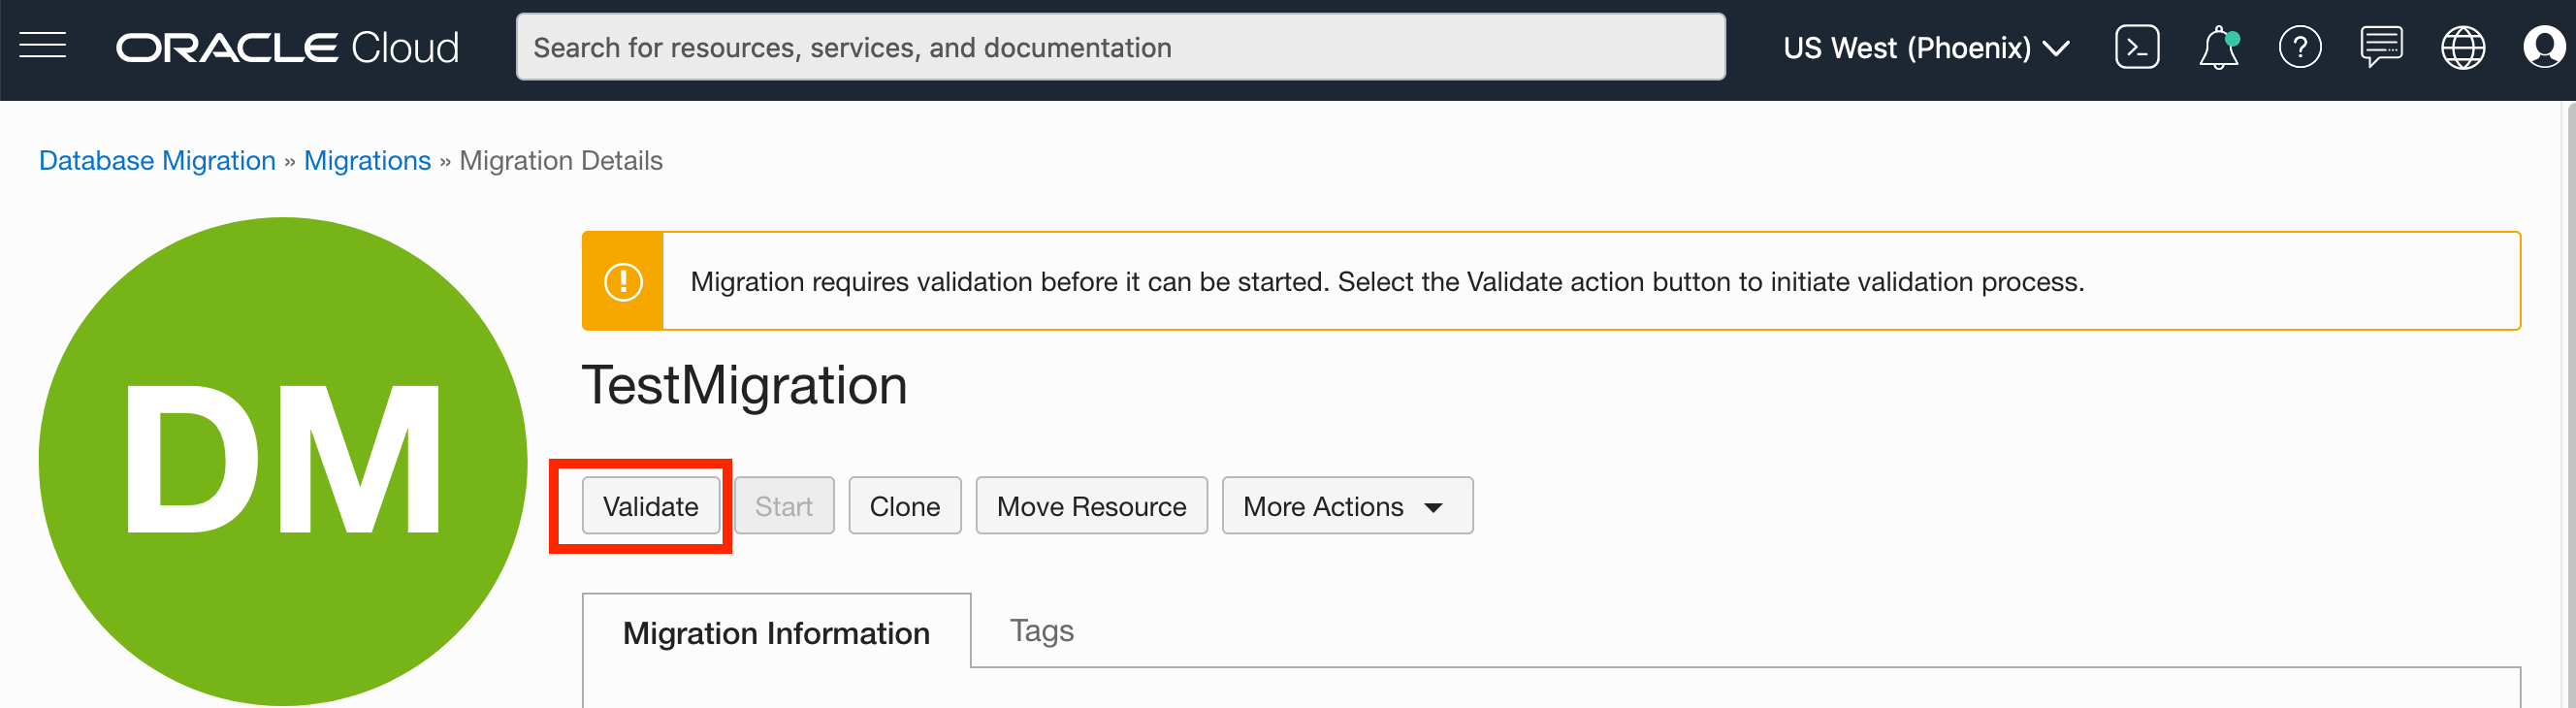 ORACLE Cloud
Search for resources, services, and documentation
US West (Phoenix)
Database Migration » Migrations » Migration Details
DM
Migration requires validation before it can be started. Select the Validate action button to initiate validation process.
TestMigration
Validate Start Clone Move Resource More Actions
Migration Information Tags